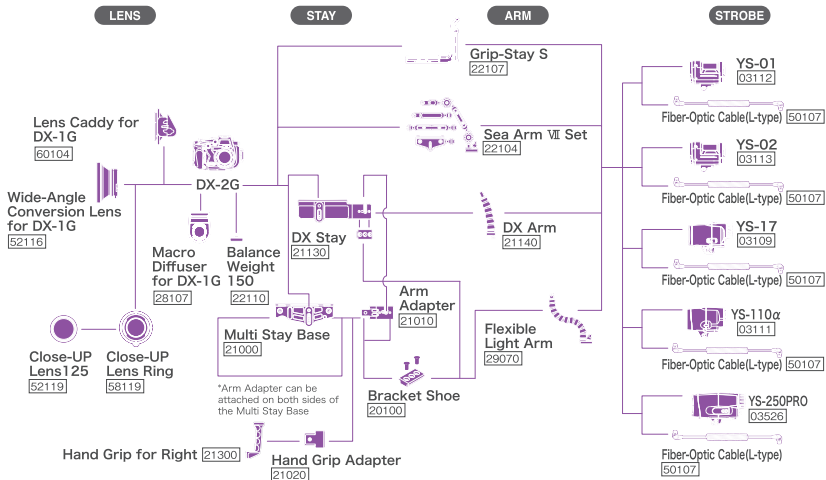 LENS
STAY
ARM
STROBE
Grip-Stay S
22107
YS-01
03112
Fiber-Optic Cable(L-type) 50107
Lens Caddy for
DX-1G
60104
Sea Arm Ⅶ Set
22104
YS-02
03113
Fiber-Optic Cable(L-type)
50107
DX-2G
Wide-Angle
Conversion Lens
for DX-1G
52116
Macro
Diffuser
for DX-1G
28107
Balance
Weight
150
22110
DX Stay
21130
DX Arm
21140
YS-17
03109
Fiber-Optic Cable(L-type)
50107
Arm
Adapter
21010
Multi Stay Base
21000
Flexible
Light Arm
29070
YS-110α
03111
Fiber-Optic Cable(L-type)
50107
Close-UP
Lens125
52119
Close-UP
Lens Ring
58119
*Arm Adapter can be
attached on both sides of
the Multi Stay Base
Bracket Shoe
20100
YS-250PRO
03526
Fiber-Optic Cable(L-type)
50107
Hand Grip for Right 21300
Hand Grip Adapter
21020